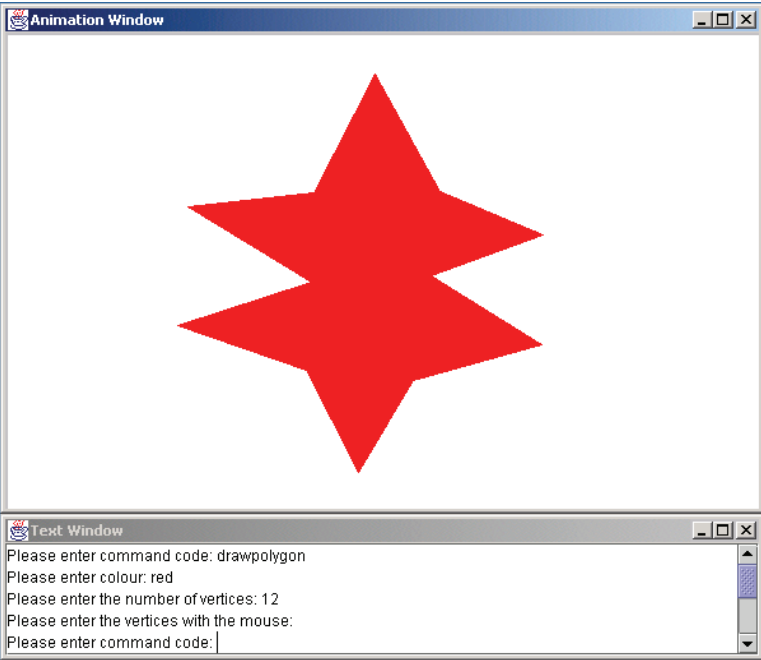 Animation Window
Text Window
Please enter command code: drawpolygon
Please enter colour: red
Please enter the number of vertices: 12
Please enter the vertices with the mouse:
Please enter command code: